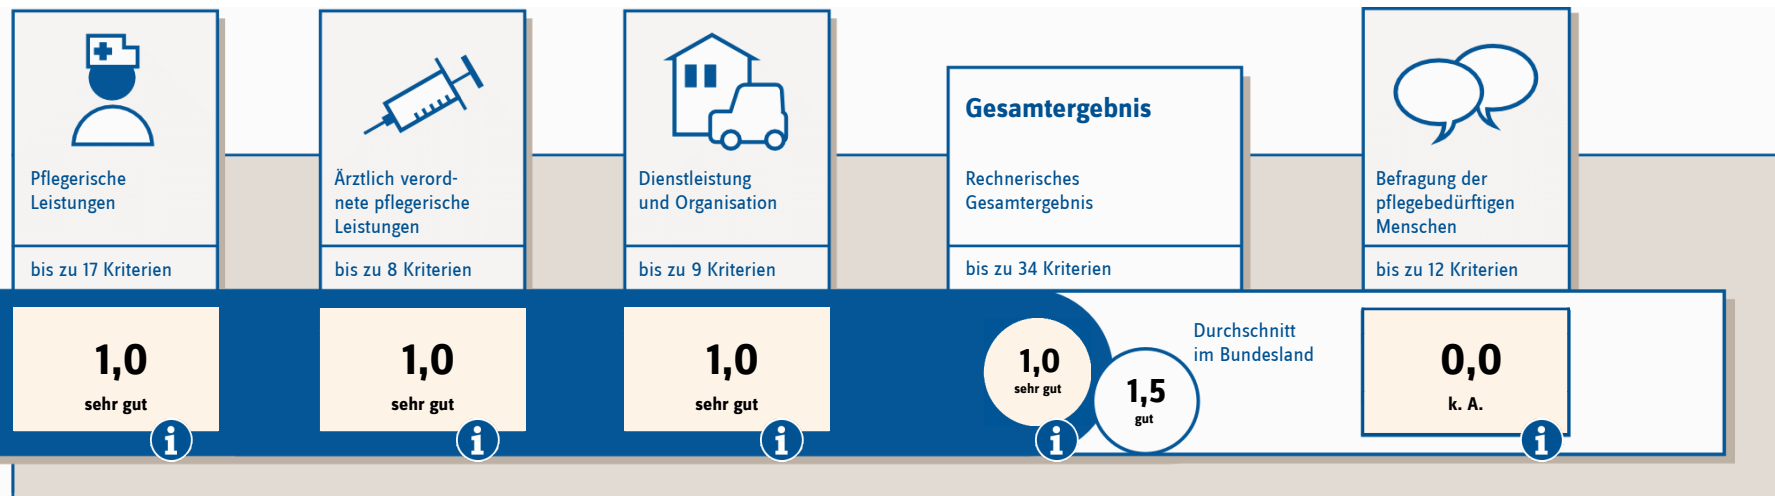 Pflegerische
Leistungen
bis zu 17 Kriterien
1,0
sehr gut
i
Ärztlich verord-
nete pflegerische
Leistungen
bis zu 8 Kriterien
1,0
sehr gut
i
Dienstleistung
und Organisation
bis zu 9 Kriterien
1,0
sehr gut
i
Gesamtergebnis
Rechnerisches
Gesamtergebnis
bis zu 34 Kriterien
1,0
sehr gut
i
1,5
gut
Durchschnitt
im Bundesland
Befragung der
pflegebedürftigen
Menschen
bis zu 12 Kriterien
0,0
k. A.
i